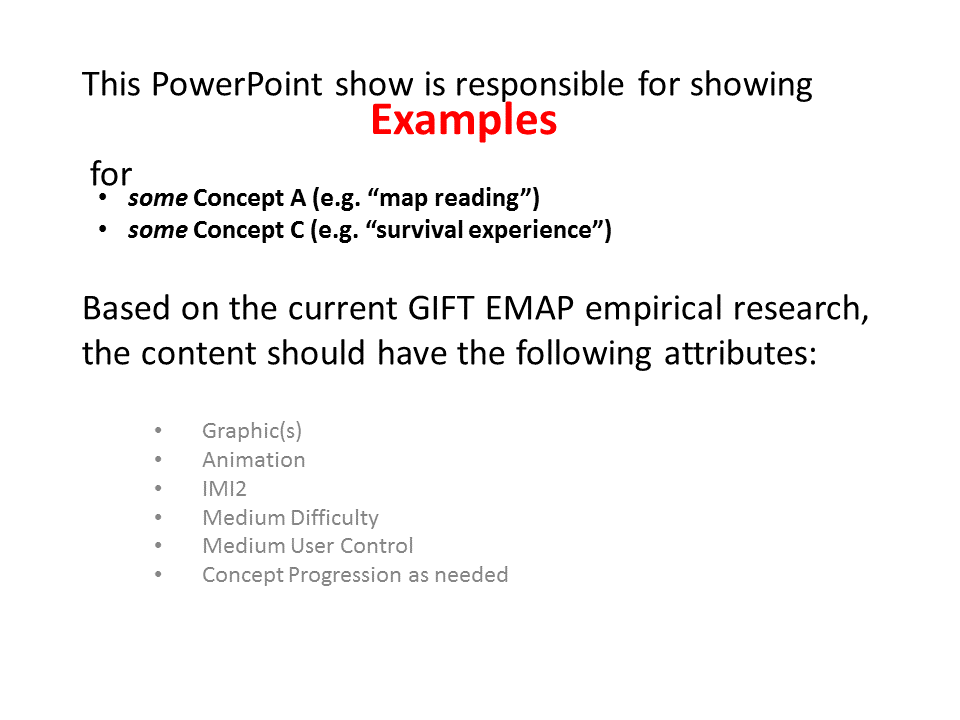 This PowerPoint show is responsible for showing
Examples
for
• some Concept A (e.g. “map reading”)
• some Concept C (e.g. “survival experience”)
Based on the current GIFT EMAP empirical research,
the content should have the following attributes:
• Graphic(s)
• Animation
• IMI2
• Medium Difficulty
• Medium User Control
• Concept Progression as needed